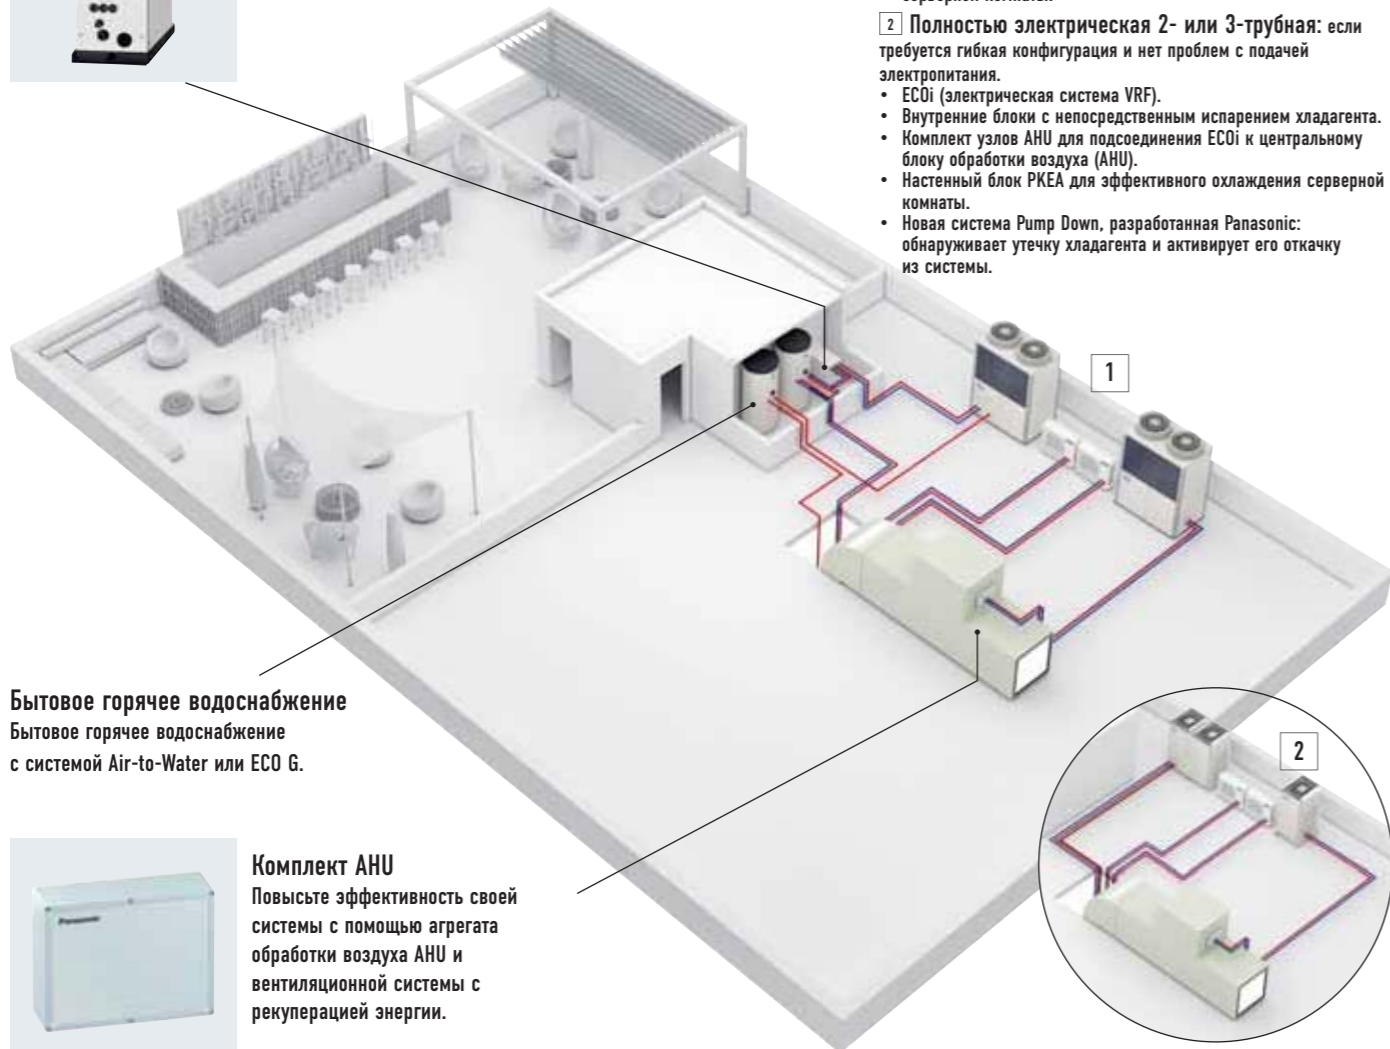 2 Полностью электрическая 2- или 3-трубная: если
требуется гибкая конфигурация и нет проблем с подачей
электропитания.
• ECOi (электрическая система VRF).
• Внутренние блоки с непосредственным испарением хладагента.
• Комплект узлов AHU для подсоединения ECOi к центральному
блоку обработки воздуха (AHU).
• Настенный блок PKEA для эффективного охлаждения серверной
комнаты.
• Новая система Pump Down, разработанная Panasonic:
обнаруживает утечку хладагента и активирует его откачку
из системы.
1
Бытовое горячее водоснабжение
Бытовое горячее водоснабжение
с системой Air-to-Water или ECO G.
2
Комплект AHU
Повысьте эффективность своей
системы с помощью агрегата
обработки воздуха AHU и
вентиляционной системы с
рекуперацией энергии.
Panasonic